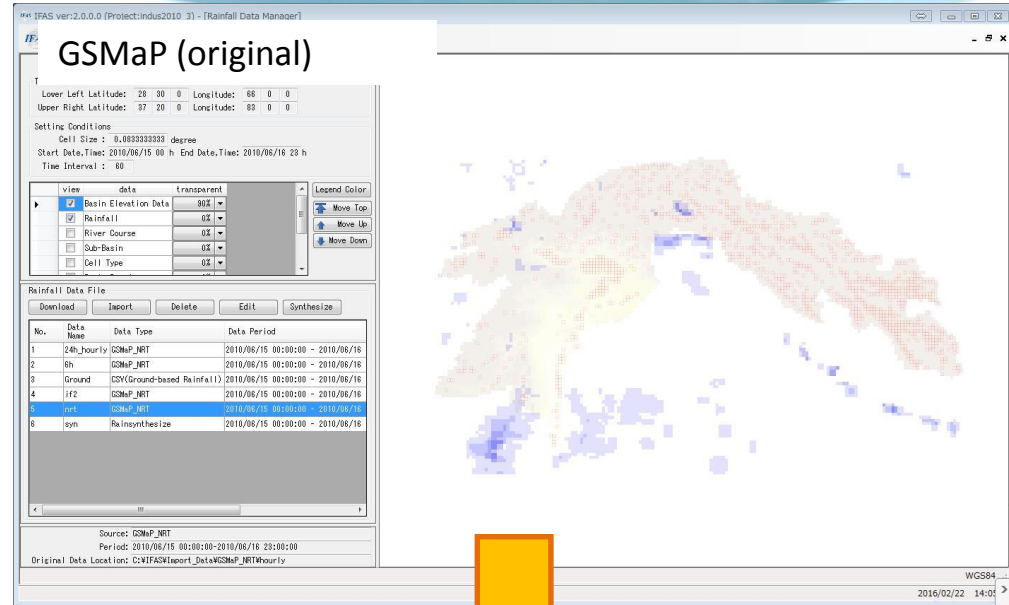 IFAS ver:2.0.0.0 (Project:indus2010_3) - [Rainfall Data Manager]
GSMaP (original)
Lower Left Latitude: 28 30 0 Longitude: 66 0 0
Upper Right Latitude: 37 20 0 Longitude: 83 0 0
Setting Conditions
Cell Size : 0.0833333333 degree
Start Date,Time: 2010/06/15 00 h End Date,Time: 2010/06/16 23 h
Time Interval : 60
view data transparent
Basin Elevation Data 90%
Rainfall 0%
River Course 0%
Sub-Basin 0%
Cell Type 0%
Legend Color
Move Top
Move Up
Move Down
Rainfall Data File
Download Import Delete Edit Synthesize
No. Data Name Data Type Data Period
1 24h_hourly GSMaP_NRT 2010/06/15 00:00:00 - 2010/06/16
2 6h GSMaP_NRT 2010/06/15 00:00:00 - 2010/06/16
3 Ground CSV(Ground-based Rainfall) 2010/06/15 00:00:00 - 2010/06/16
4 if2 GSMaP_NRT 2010/06/15 00:00:00 - 2010/06/16
5 nrt GSMaP_NRT 2010/06/15 00:00:00 - 2010/06/16
6 syn Rainsynthesize 2010/06/15 00:00:00 - 2010/06/16
Source: GSMaP_NRT
Period: 2010/06/15 00:00:00-2010/06/16 23:00:00
Original Data Location: C:¥IFAS¥Import_Data¥GSMaP_NRT¥hourly
WGS84
2016/02/22 14:05